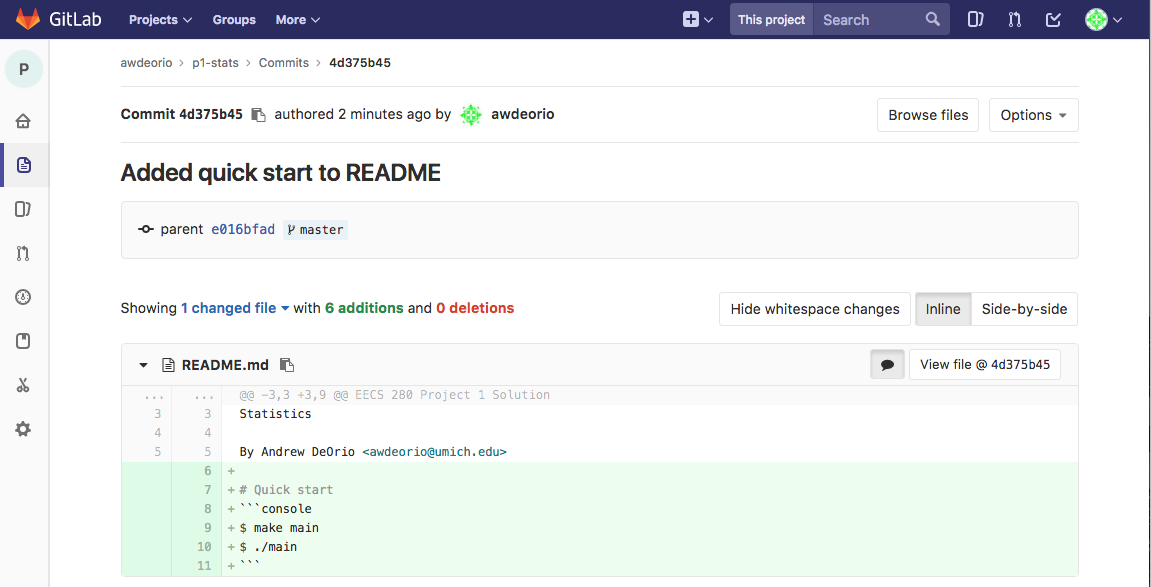 GitLab Projects Groups More This project Search
P
awdeorio > p1-stats > Commits > 4d375b45
Commit 4d375b45 authored 2 minutes ago by awdeorio Browse files Options
Added quick start to README
parent e016bfad master
Showing 1 changed file with 6 additions and 0 deletions Hide whitespace changes Inline Side-by-side
README.md View file @ 4d375b45
... ... @@ -3,3 +3,9 @@ EECS 280 Project 1 Solution
3 3 Statistics
4 4
5 5 By Andrew DeOrio <awdeorio@umich.edu>
6 +
7 + # Quick start
8 + ```console
9 + $ make main
10 + $ ./main
11 + ```